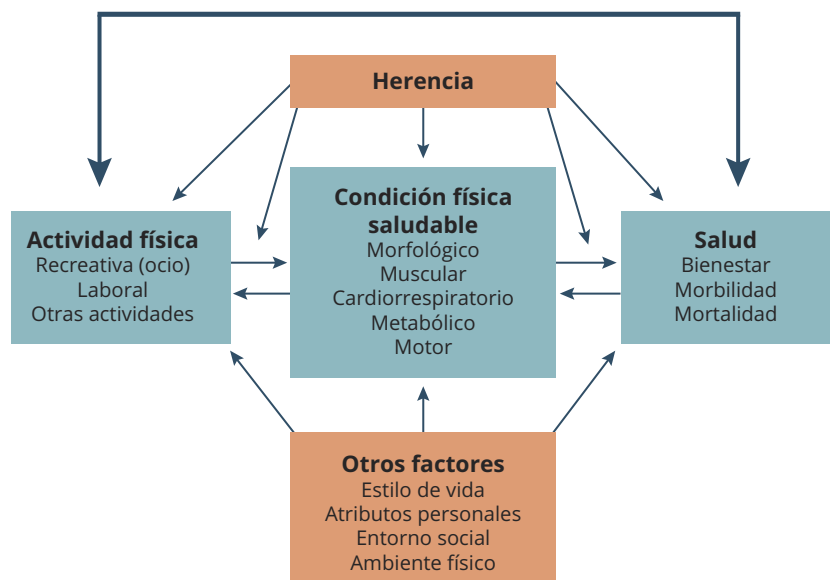 Herencia
Actividad física
Recreativa (ocio)
Laboral
Otras actividades
Condición física
saludable
Morfológico
Muscular
Cardiorrespiratorio
Metabólico
Motor
Salud
Bienestar
Morbilidad
Mortalidad
Otros factores
Estilo de vida
Atributos personales
Entorno social
Ambiente físico